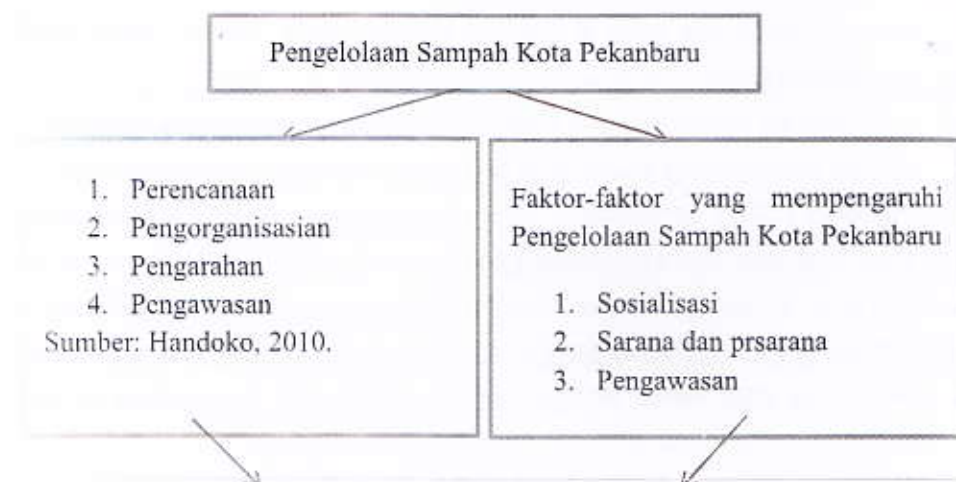 Pengelolaan Sampah Kota Pekanbaru
1. Perencanaan
2. Pengorganisasian
3. Pengarahan
4. Pengawasan
Sumber: Handoko, 2010.
Faktor-faktor yang mempengaruhi
Pengelolaan Sampah Kota Pekanbaru
1. Sosialisasi
2. Sarana dan prsarana
3. Pengawasan